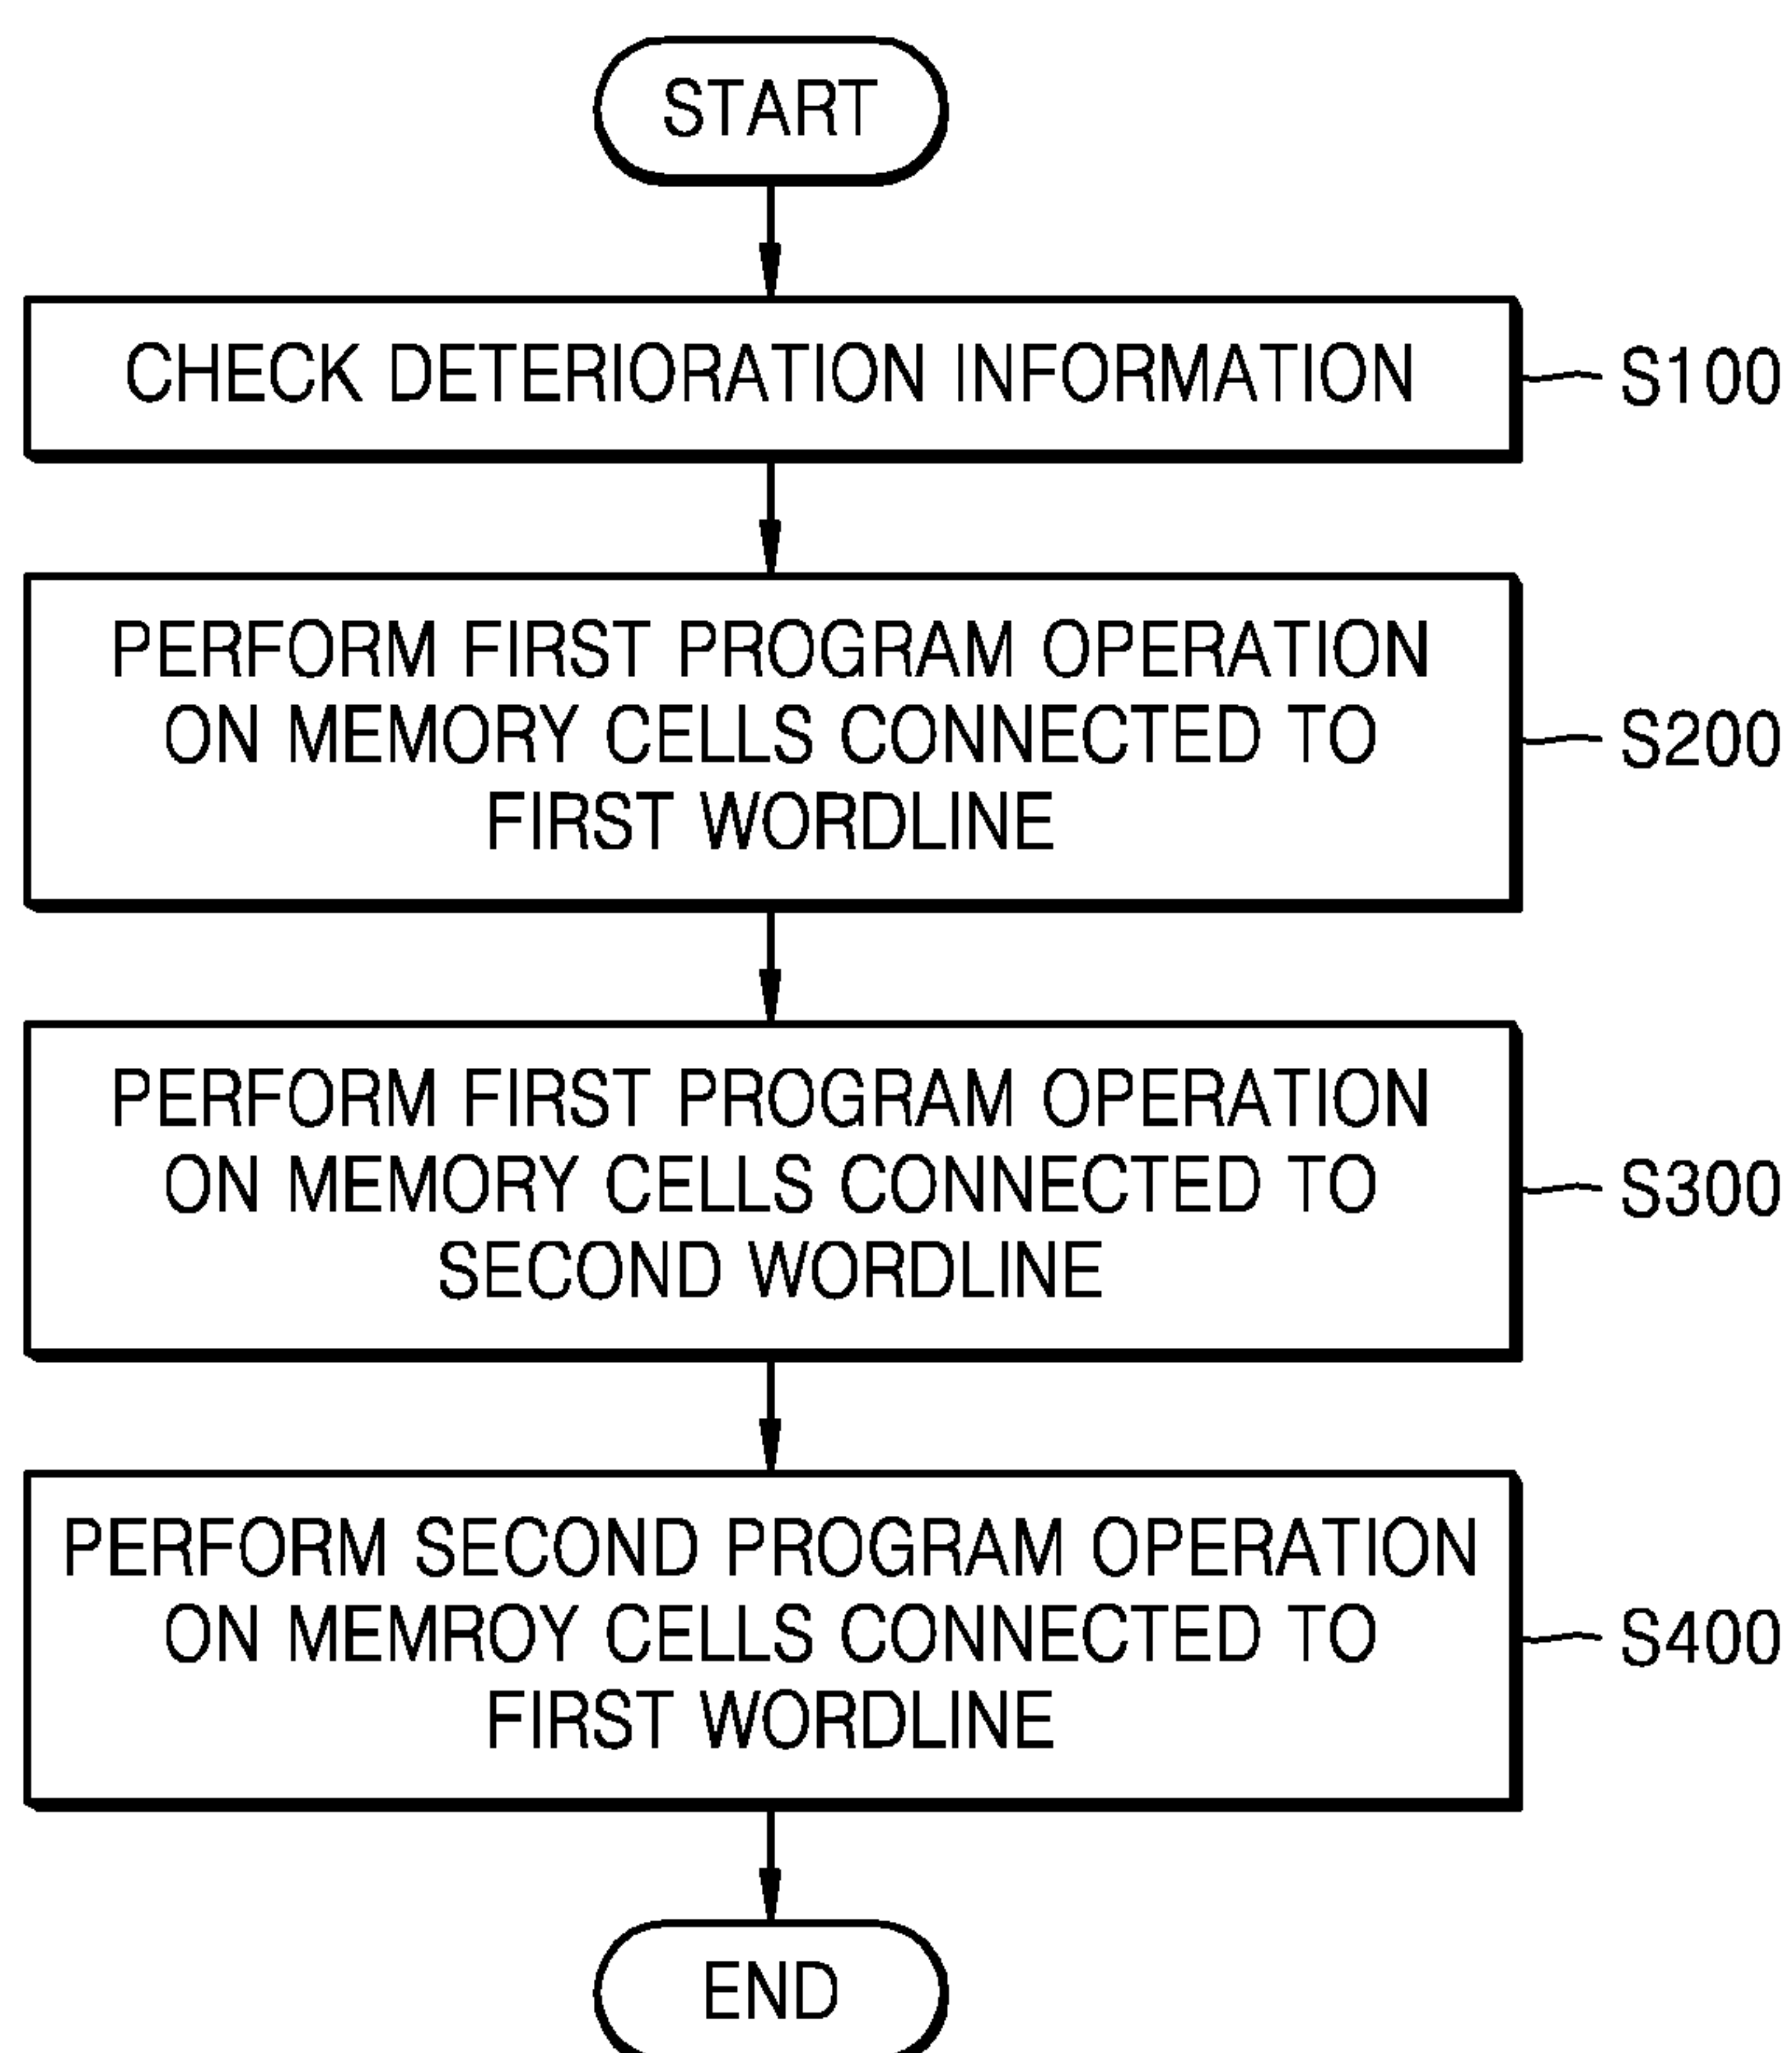 START
CHECK DETERIORATION INFORMATION
S100
PERFORM FIRST PROGRAM OPERATION
ON MEMORY CELLS CONNECTED TO
FIRST WORDLINE
S200
PERFORM FIRST PROGRAM OPERATION
ON MEMORY CELLS CONNECTED TO
SECOND WORDLINE
S300
PERFORM SECOND PROGRAM OPERATION
ON MEMROY CELLS CONNECTED TO
FIRST WORDLINE
S400
END